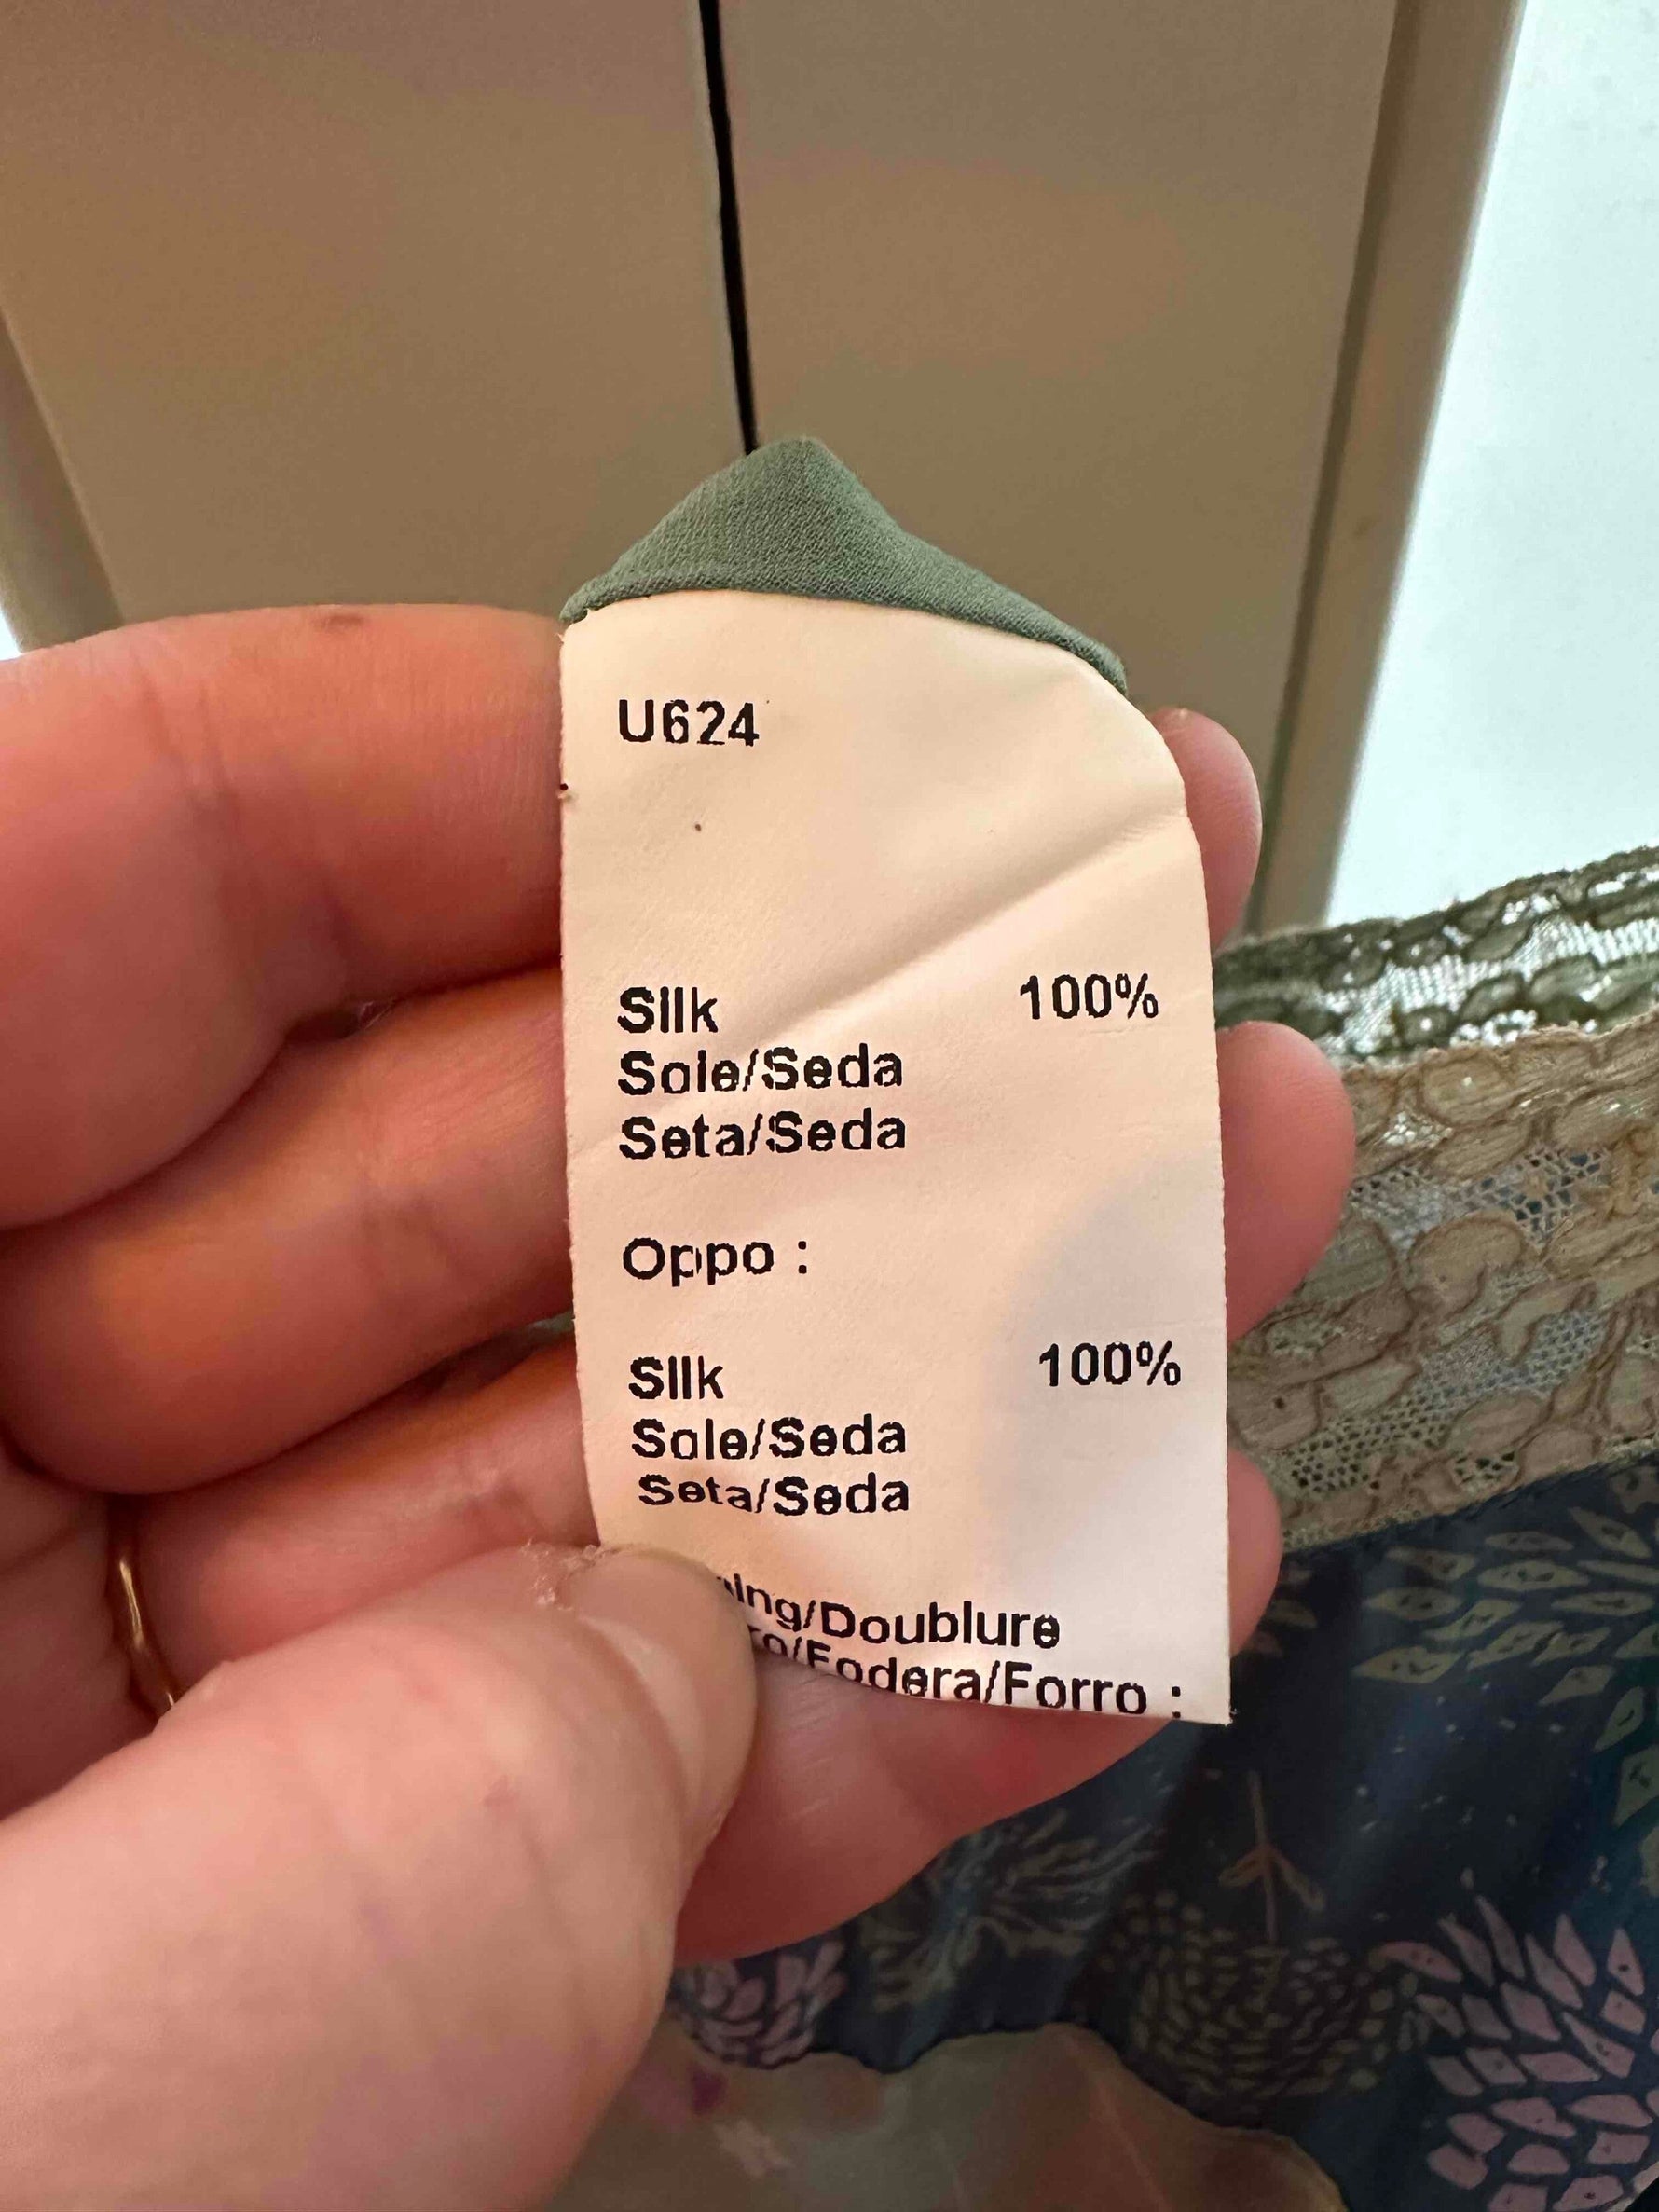 U624
Silk 100%
Soie/Seda
Seta/Seda
Oppo :
Silk 100%
Soie/Seda
Seta/Seda
/Doublure
/Fodera/Forro :